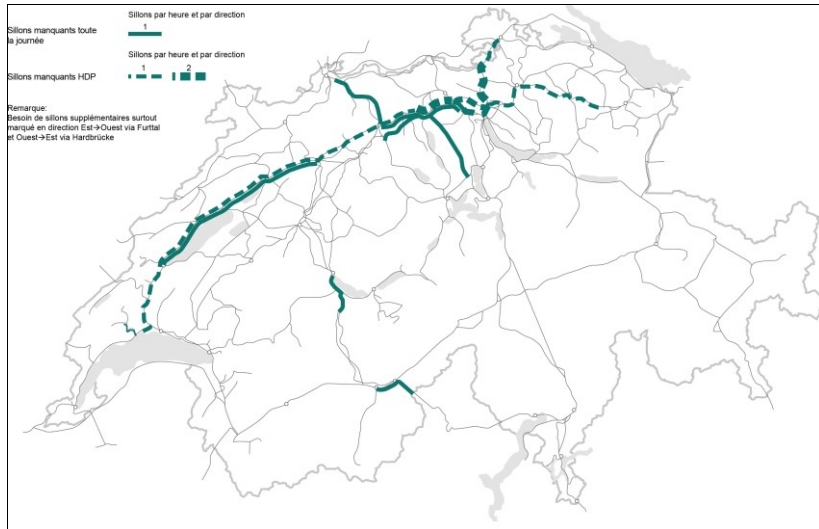 Sillons par heure et par direction
Sillons manquants toute
la journée
1
Sillons par heure et par direction
Sillons manquants HDP
1
2
Remarque:
Besoin de sillons supplémentaires surtout
marqué en direction Est→Ouest via Furttal
et Ouest→Est via Hardbrücke